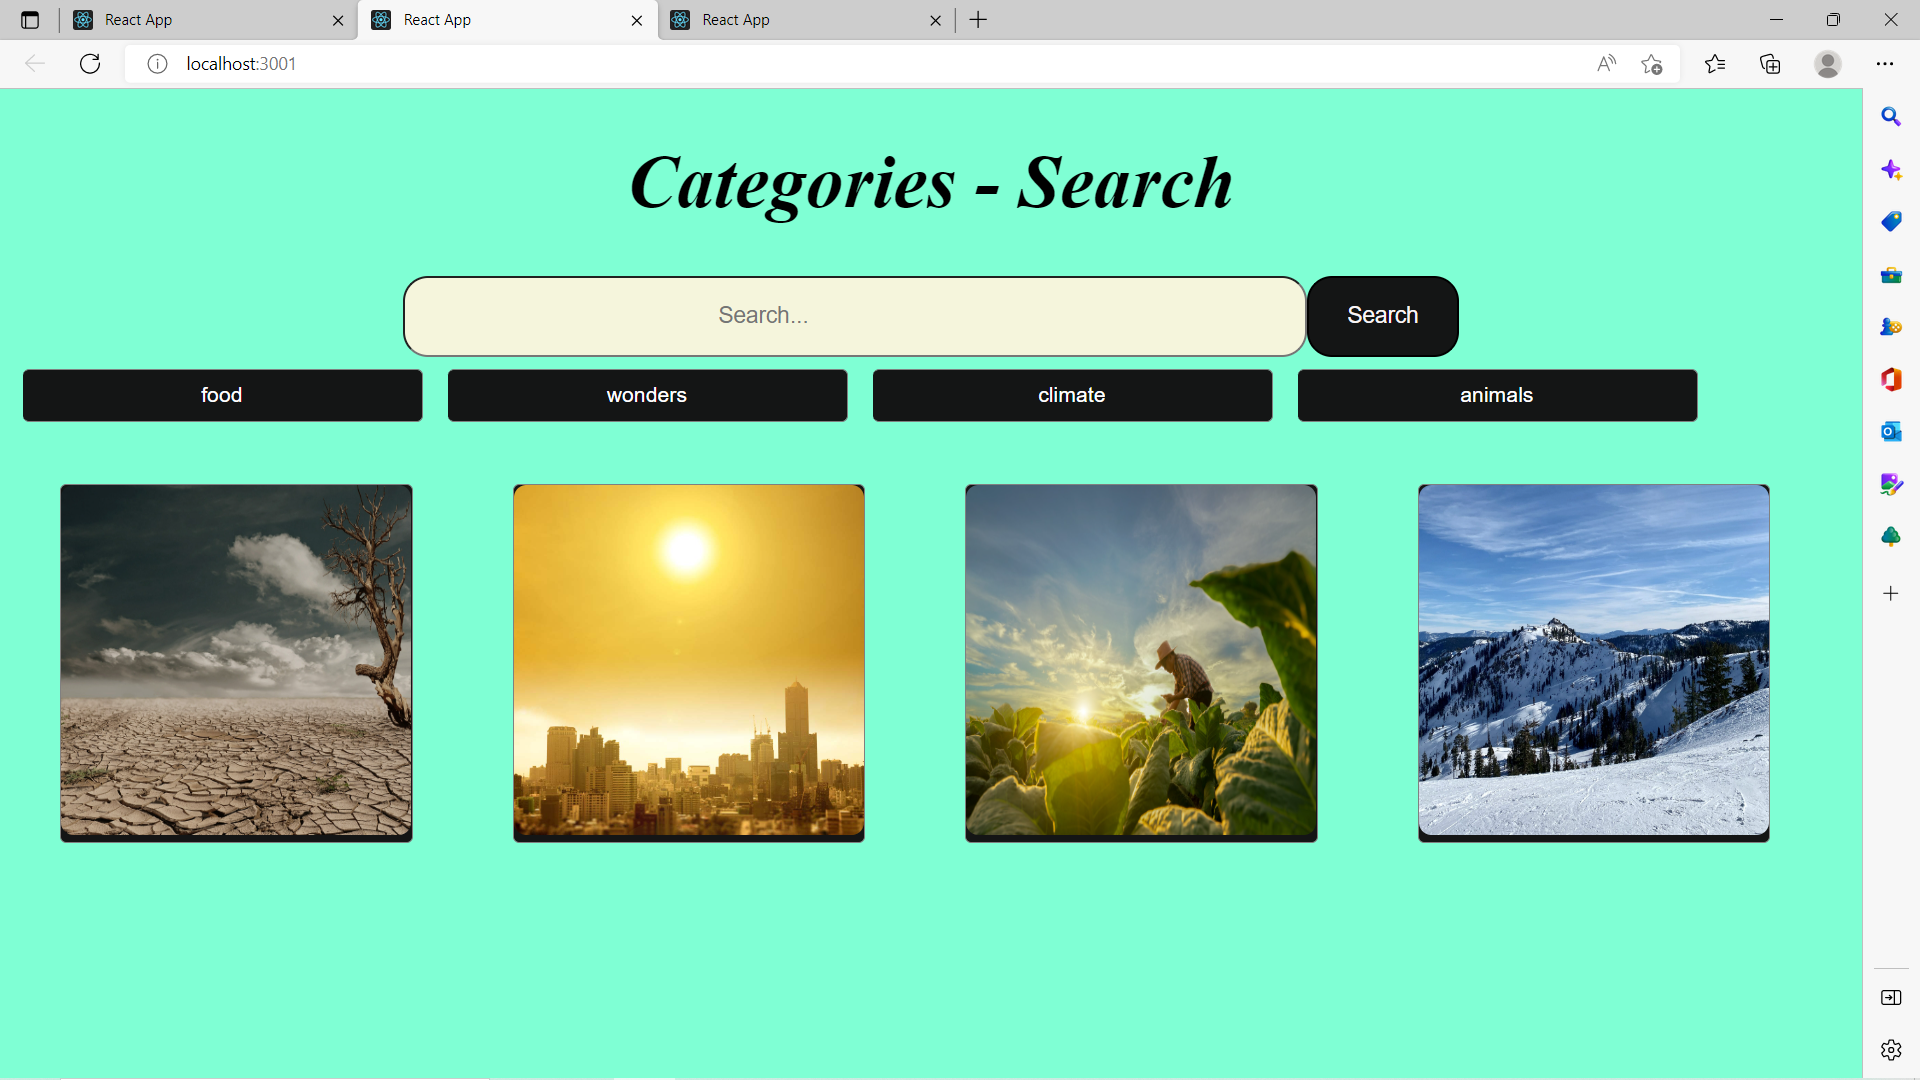 React App
React App
React App
localhost:3001
Categories - Search
Search...
Search
food
wonders
climate
animals